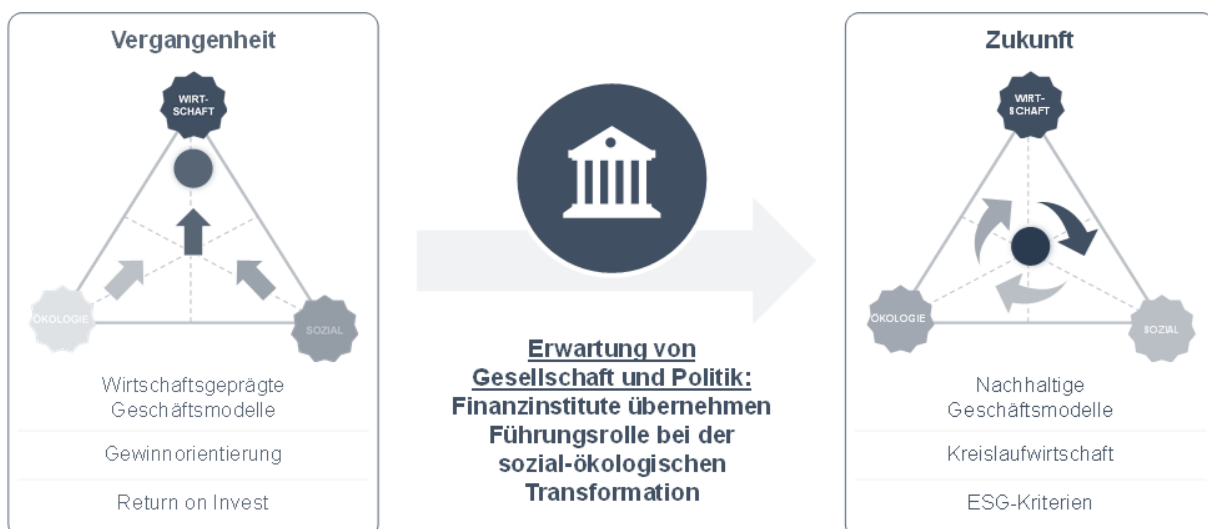 Vergangenheit
WIRT-
SCHAFT
ÖKOLOGIE
SOZIAL
Wirtschaftsgeprägte
Geschäftsmodelle
Gewinnorientierung
Return on Invest
Erwartung von
Gesellschaft und Politik:
Finanzinstitute übernehmen
Führungsrolle bei der
sozial-ökologischen
Transformation
Zukunft
WIRT-
SCHAFT
ÖKOLOGIE
SOZIAL
Nachhaltige
Geschäftsmodelle
Kreislaufwirtschaft
ESG-Kriterien